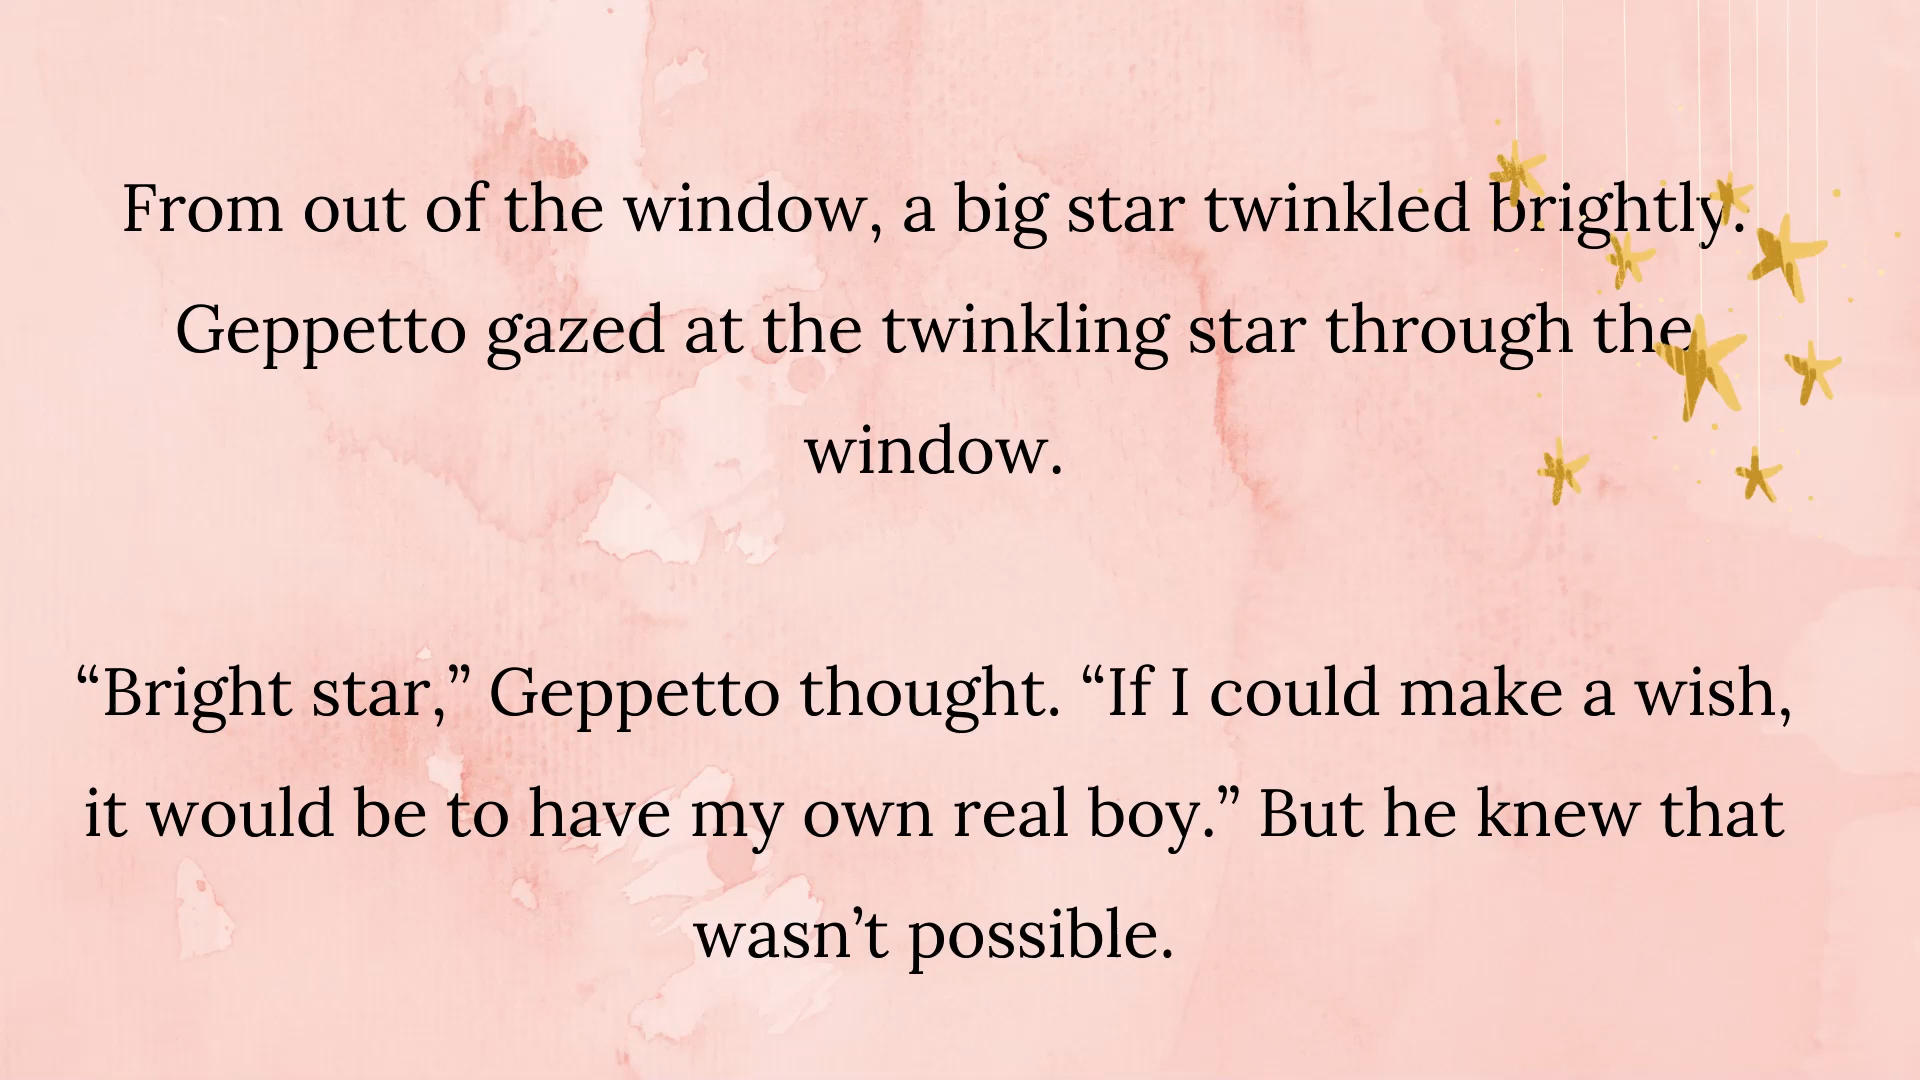 From out of the window, a big star twinkled brightly.
Geppetto gazed at the twinkling star through the
window.
“Bright star,” Geppetto thought. “If I could make a wish,
it would be to have my own real boy.” But he knew that
wasn’t possible.